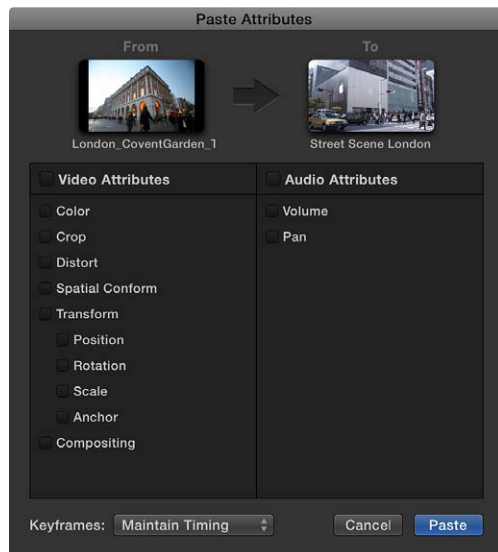 Paste Attributes
From
To
London_CoventGarden_1
Street Scene London
Video Attributes
Audio Attributes
Color
Volume
Crop
Pan
Distort
Spatial Conform
Transform
Position
Rotation
Scale
Anchor
Compositing
Keyframes:
Maintain Timing
Cancel
Paste